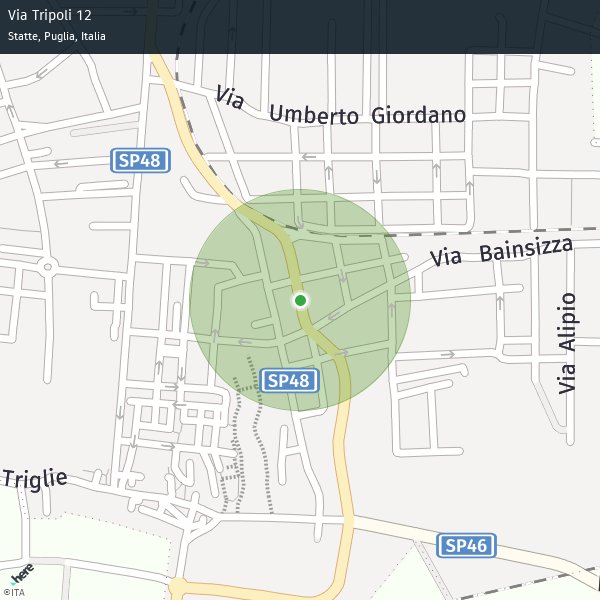 Via Tripoli 12
Statte, Puglia, Italia
Via Umberto Giordano
SP48
Via Bainsizza
Via Alipio
SP48
Triglie
SP46
here
©ITA